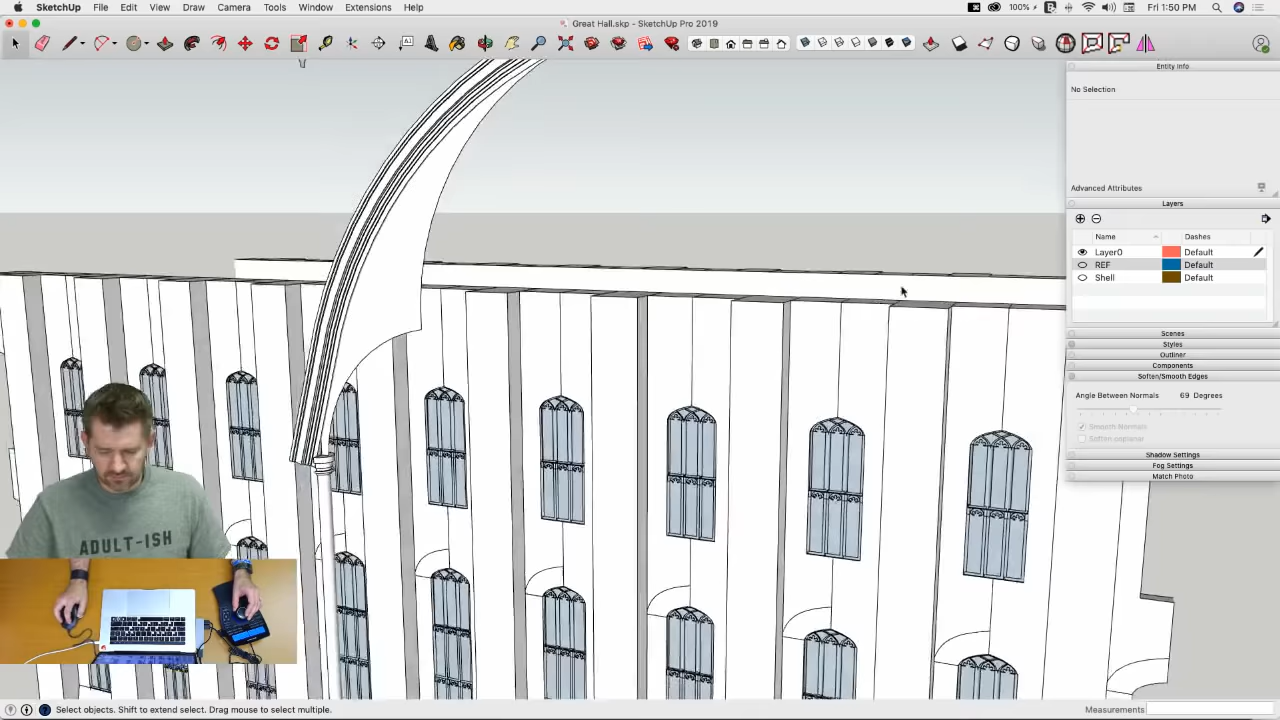 SketchUp File Edit View Draw Camera Tools Window Extensions Help
100% Fri 1:50 PM
Great Hall.skp - SketchUp Pro 2019
Entity Info
No Selection
Advanced Attributes
Layers
Name Dashes
Layer0 Default
REF Default
Shell Default
Scenes
Styles
Outliner
Components
Soften/Smooth Edges
Angle Between Normals 69 Degrees
Smooth Normals
Soften coplanar
Shadow Settings
Fog Settings
Match Photo
ADULT-ISH
Select objects. Shift to extend select. Drag mouse to select multiple.
Measurements